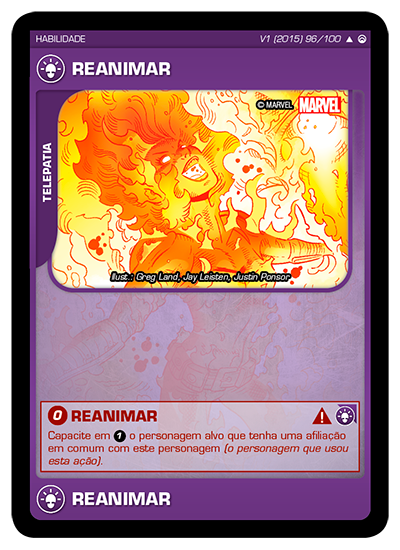 HABILIDADE V1 (2015) 96/100
REANIMAR
TELEPATIA
© MARVEL MARVEL
Illust.: Greg Land, Jay Leisten, Justin Ponsor
0 REANIMAR
Capacite em 1 o personagem alvo que tenha uma afiliação
em comum com este personagem (o personagem que usou
esta ação).
REANIMAR